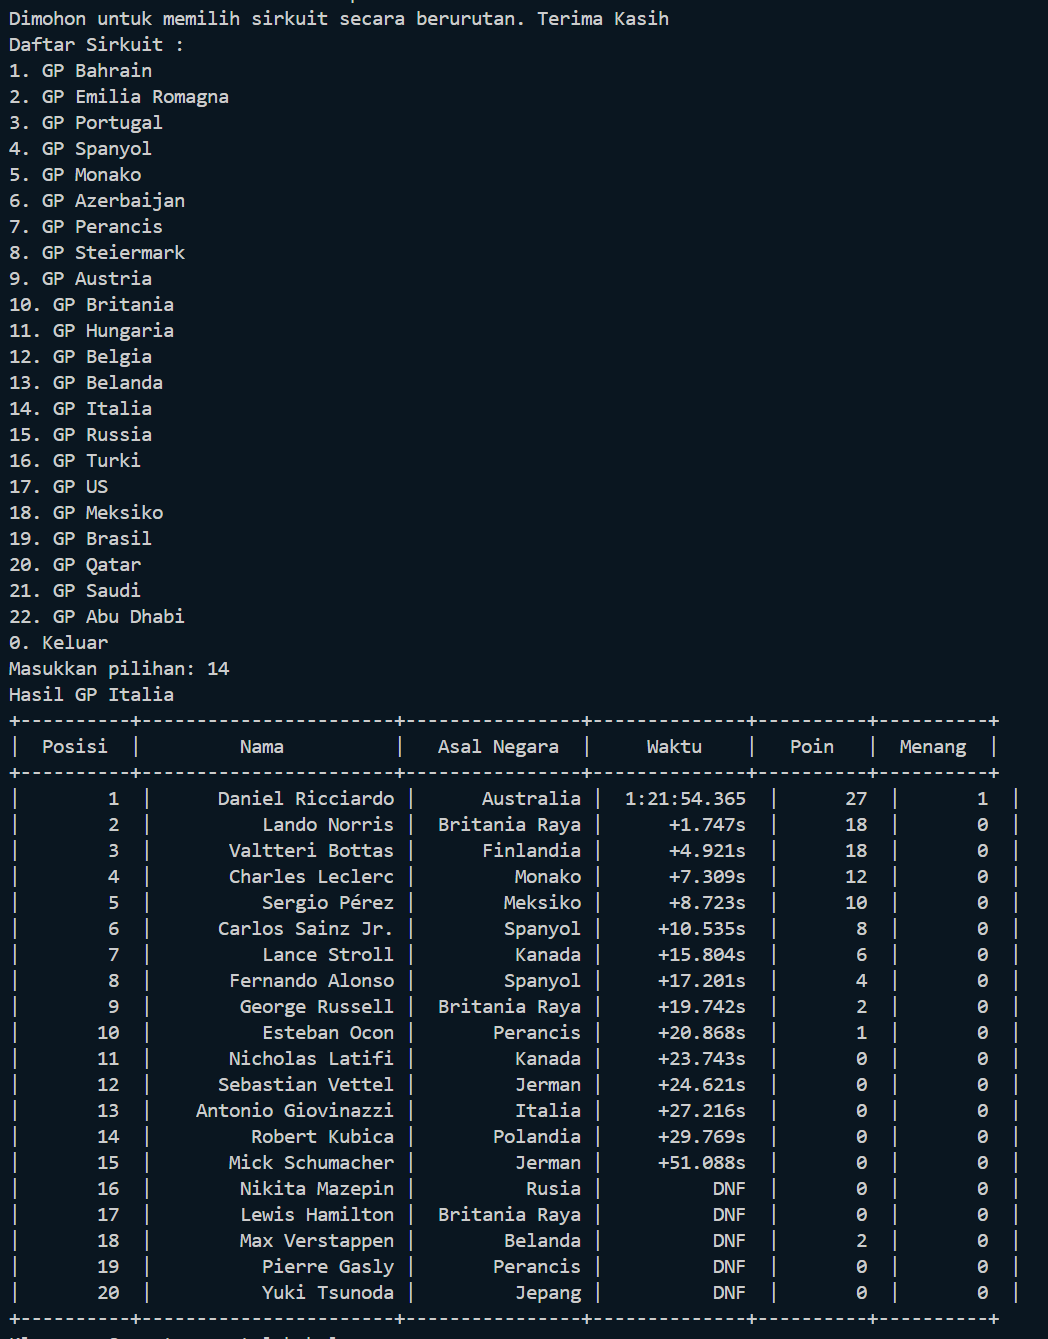 Dimohon untuk memilih sirkuit secara berurutan. Terima Kasih
Daftar Sirkuit :
1. GP Bahrain
2. GP Emilia Romagna
3. GP Portugal
4. GP Spanyol
5. GP Monako
6. GP Azerbaijan
7. GP Perancis
8. GP Steiermark
9. GP Austria
10. GP Britania
11. GP Hungaria
12. GP Belgia
13. GP Belanda
14. GP Italia
15. GP Russia
16. GP Turki
17. GP US
18. GP Meksiko
19. GP Brasil
20. GP Qatar
21. GP Saudi
22. GP Abu Dhabi
0. Keluar
Masukkan pilihan: 14
Hasil GP Italia
+----------+-----------------------+----------------+--------------+----------+----------+
|  Posisi  |         Nama          |   Asal Negara  |     Waktu    |   Poin   |  Menang  |
+----------+-----------------------+----------------+--------------+----------+----------+
|        1  |      Daniel Ricciardo |      Australia |  1:21:54.365  |      27  |       1  |
|        2  |          Lando Norris |  Britania Raya |      +1.747s  |      18  |       0  |
|        3  |       Valtteri Bottas |      Finlandia |      +4.921s  |      18  |       0  |
|        4  |       Charles Leclerc |         Monako |      +7.309s  |      12  |       0  |
|        5  |          Sergio Pérez |        Meksiko |      +8.723s  |      10  |       0  |
|        6  |      Carlos Sainz Jr. |        Spanyol |     +10.535s  |       8  |       0  |
|        7  |          Lance Stroll |         Kanada |     +15.804s  |       6  |       0  |
|        8  |       Fernando Alonso |        Spanyol |     +17.201s  |       4  |       0  |
|        9  |        George Russell |  Britania Raya |     +19.742s  |       2  |       0  |
|       10  |          Esteban Ocon |       Perancis |     +20.868s  |       1  |       0  |
|       11  |       Nicholas Latifi |         Kanada |     +23.743s  |       0  |       0  |
|       12  |      Sebastian Vettel |         Jerman |     +24.621s  |       0  |       0  |
|       13  |    Antonio Giovinazzi |         Italia |     +27.216s  |       0  |       0  |
|       14  |         Robert Kubica |       Polandia |     +29.769s  |       0  |       0  |
|       15  |       Mick Schumacher |         Jerman |     +51.088s  |       0  |       0  |
|       16  |        Nikita Mazepin |          Rusia |          DNF  |       0  |       0  |
|       17  |        Lewis Hamilton |  Britania Raya |          DNF  |       0  |       0  |
|       18  |        Max Verstappen |        Belanda |          DNF  |       2  |       0  |
|       19  |          Pierre Gasly |       Perancis |          DNF  |       0  |       0  |
|       20  |          Yuki Tsunoda |         Jepang |          DNF  |       0  |       0  |
+----------+-----------------------+----------------+--------------+----------+----------+